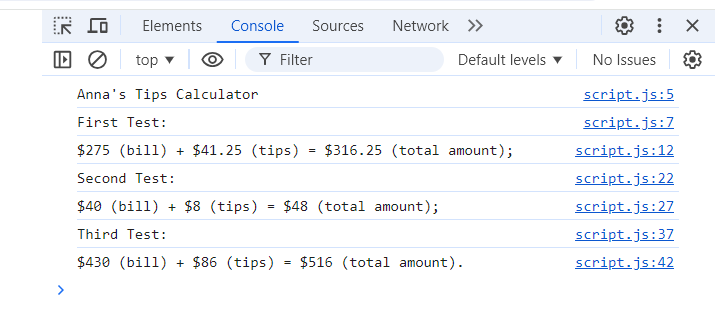 Elements Console Sources Network
top Filter Default levels No Issues
Anna's Tips Calculator script.js:5
First Test: script.js:7
$275 (bill) + $41.25 (tips) = $316.25 (total amount); script.js:12
Second Test: script.js:22
$40 (bill) + $8 (tips) = $48 (total amount); script.js:27
Third Test: script.js:37
$430 (bill) + $86 (tips) = $516 (total amount). script.js:42